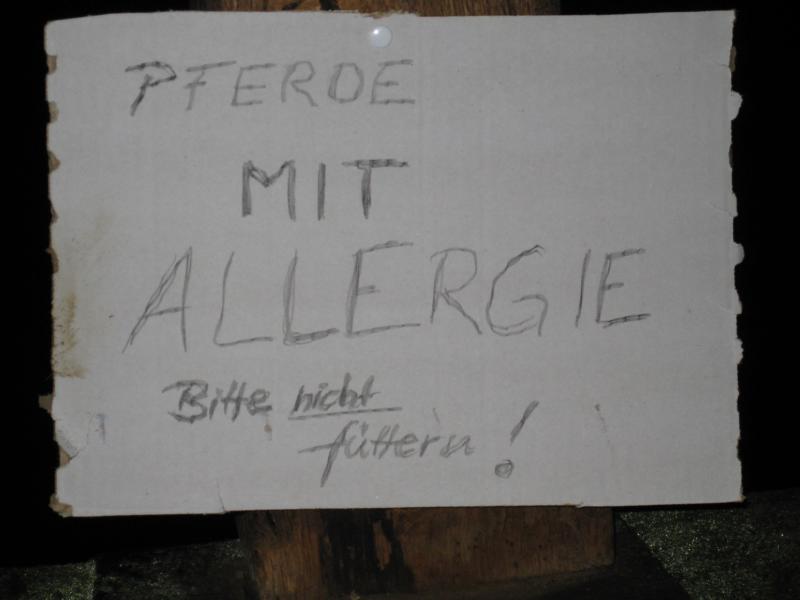 PFERDE
MIT
ALLERGIE
Bitte nicht
füttern!